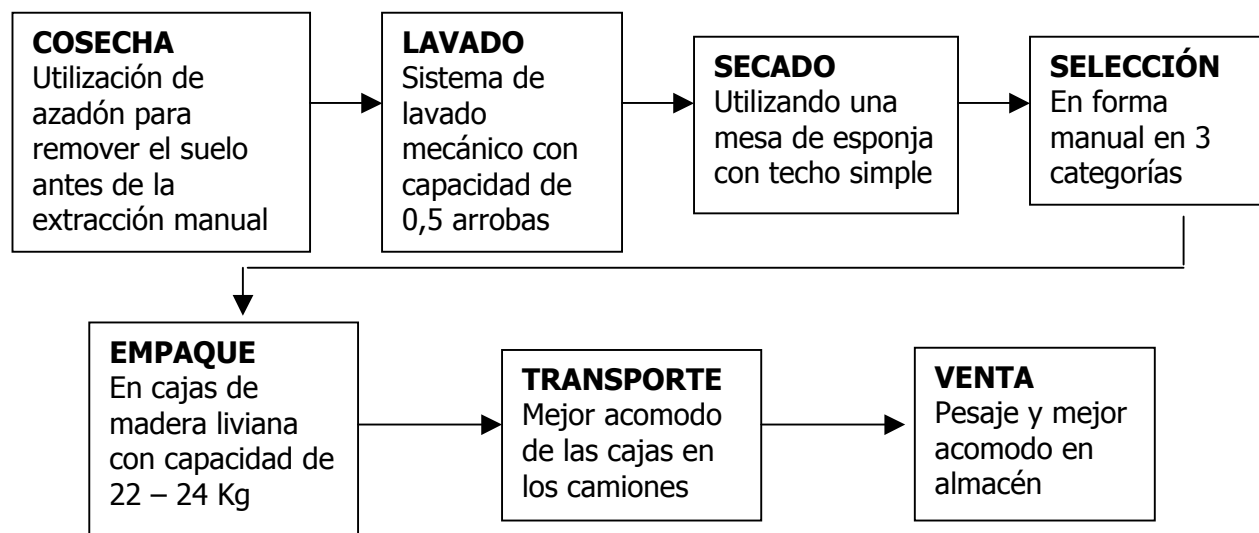 COSECHA
Utilización de
azadón para
remover el suelo
antes de la
extracción manual
LAVADO
Sistema de
lavado
mecánico con
capacidad de
0,5 arrobas
SECADO
Utilizando una
mesa de esponja
con techo simple
SELECCIÓN
En forma
manual en 3
categorías
EMPAQUE
En cajas de
madera liviana
con capacidad de
22 – 24 Kg
TRANSPORTE
Mejor acomodo
de las cajas en
los camiones
VENTA
Pesaje y mejor
acomodo en
almacén